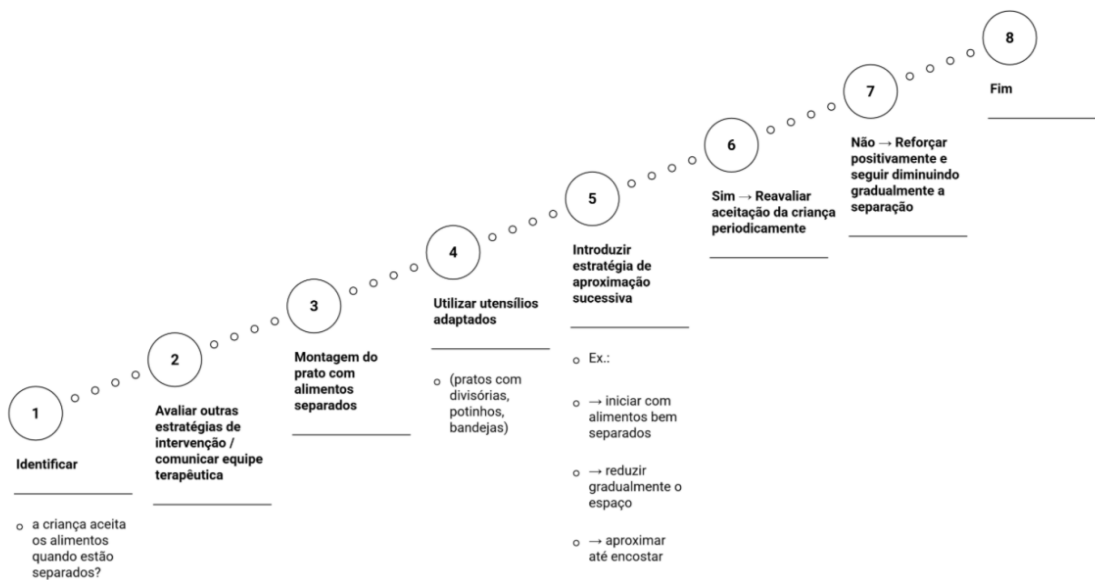 1
Identificar
a criança aceita
os alimentos
quando estão
separados?
2
Avaliar outras
estratégias de
intervenção /
comunicar equipe
terapêutica
3
Montagem do
prato com
alimentos
separados
4
Utilizar utensílios
adaptados
(pratos com
divisórias,
potinhos,
bandejas)
5
Introduzir
estratégia de
aproximação
sucessiva
Ex.:
→ iniciar com
alimentos bem
separados
→ reduzir
gradualmente o
espaço
→ aproximar
até encostar
6
Sim → Reavaliar
aceitação da criança
periodicamente
7
Não → Reforçar
positivamente e
seguir diminuindo
gradualmente a
separação
8
Fim